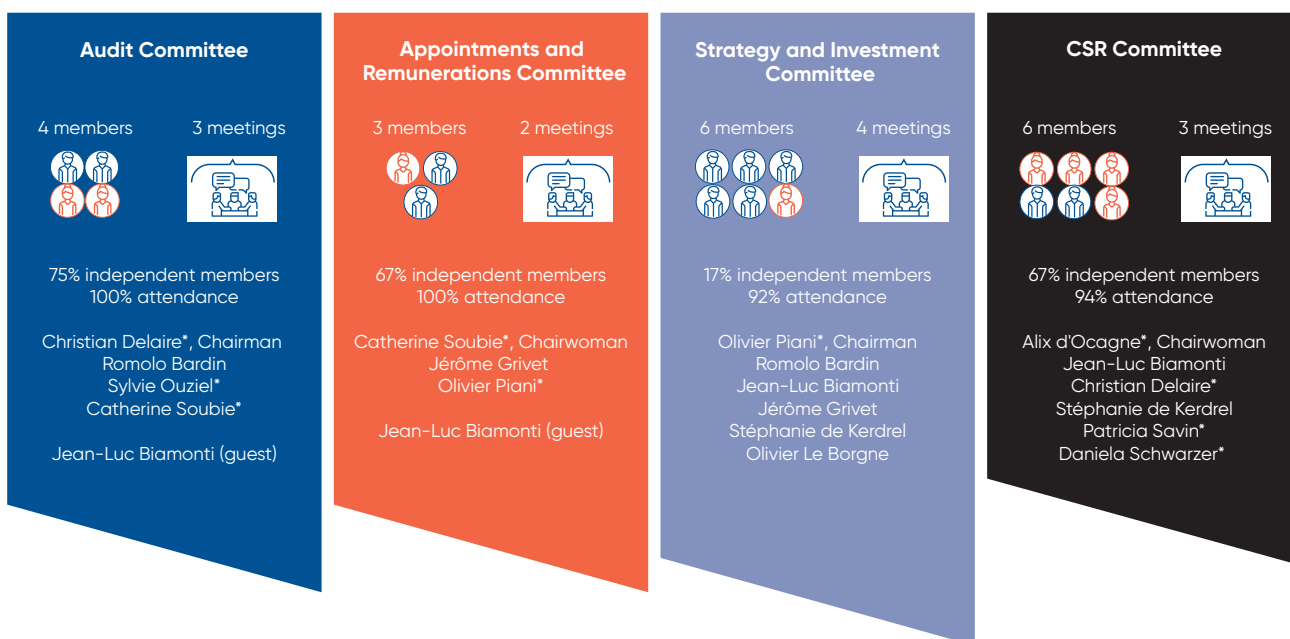 Audit Committee
4 members
3 meetings
75% independent members
100% attendance
Christian Delaire*, Chairman
Romolo Bardin
Sylvie Ouziel*
Catherine Soubie*
Jean-Luc Biamonti (guest)
Appointments and
Remunerations Committee
3 members
2 meetings
67% independent members
100% attendance
Catherine Soubie*, Chairwoman
Jérôme Grivet
Olivier Piani*
Jean-Luc Biamonti (guest)
Strategy and Investment
Committee
6 members
4 meetings
17% independent members
92% attendance
Olivier Piani*, Chairman
Romolo Bardin
Jean-Luc Biamonti
Jérôme Grivet
Stéphanie de Kerdrel
Olivier Le Borgne
CSR Committee
6 members
3 meetings
67% independent members
94% attendance
Alix d'Ocagne*, Chairwoman
Jean-Luc Biamonti
Christian Delaire*
Stéphanie de Kerdrel
Patricia Savin*
Daniela Schwarzer*